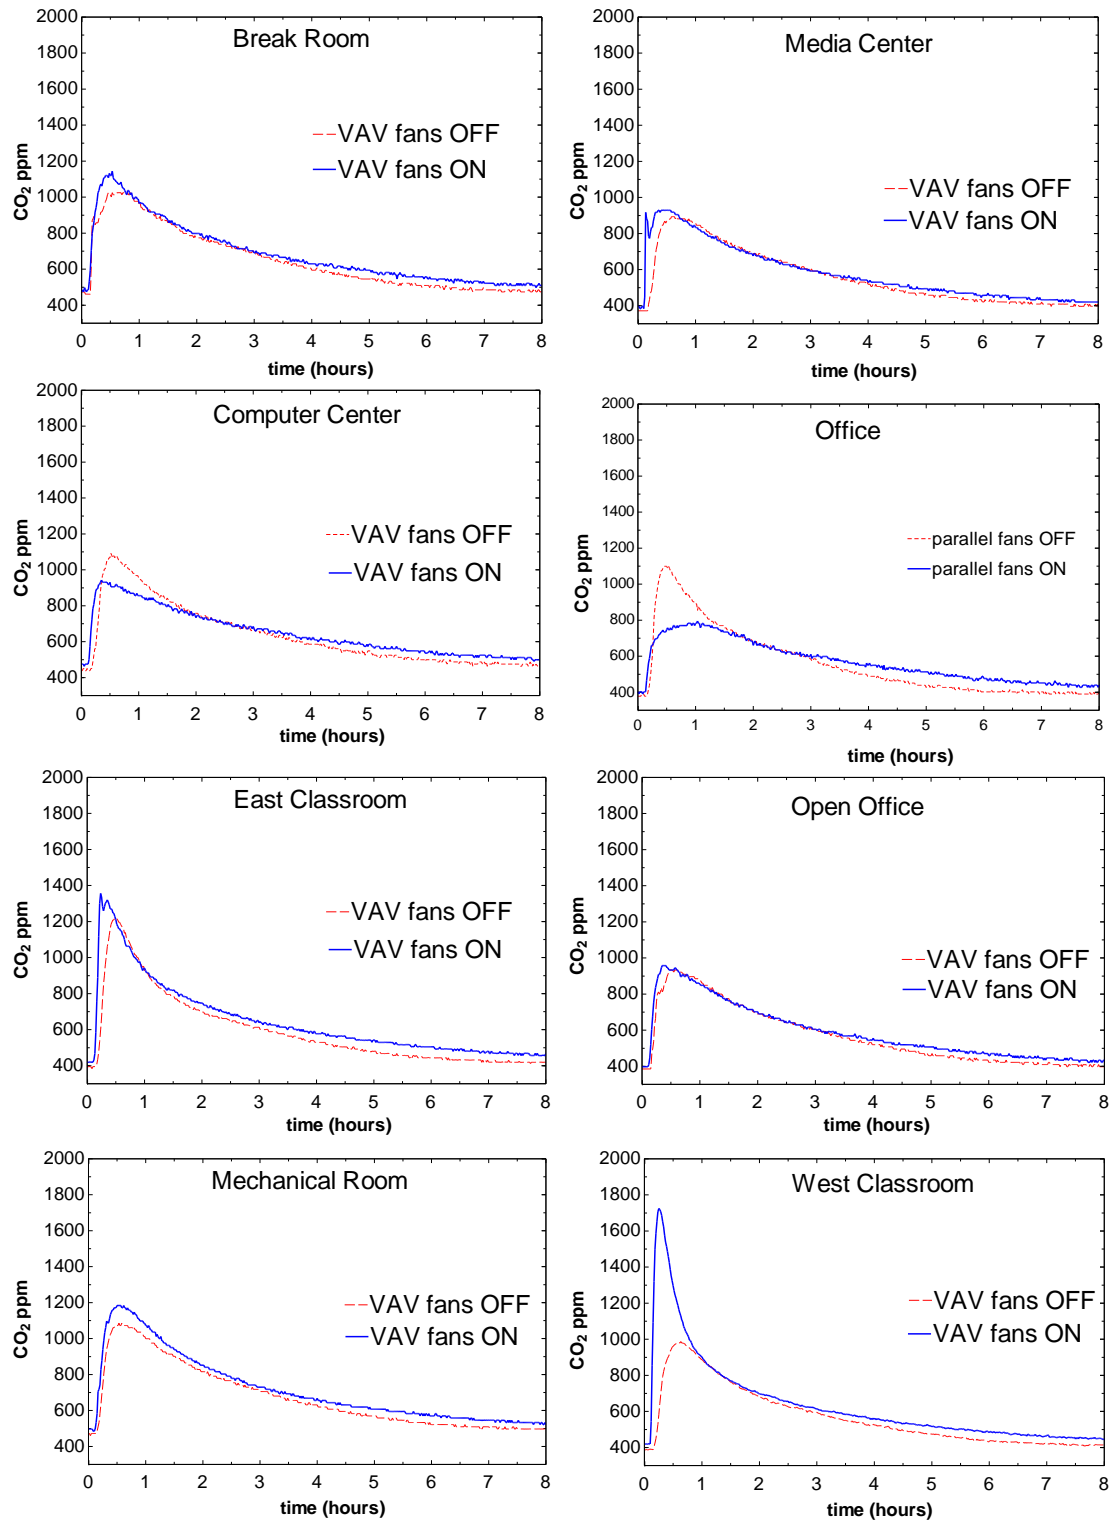 Break Room
2000
1800
1600
1400
1200
1000
800
600
400
CO2 ppm
VAV fans OFF
VAV fans ON
0 1 2 3 4 5 6 7 8
time (hours)
Media Center
2000
1800
1600
1400
1200
1000
800
600
400
CO2 ppm
VAV fans OFF
VAV fans ON
0 1 2 3 4 5 6 7 8
time (hours)
Computer Center
2000
1800
1600
1400
1200
1000
800
600
400
CO2 ppm
VAV fans OFF
VAV fans ON
0 1 2 3 4 5 6 7 8
time (hours)
Office
2000
1800
1600
1400
1200
1000
800
600
400
CO2 ppm
parallel fans OFF
parallel fans ON
0 1 2 3 4 5 6 7 8
time (hours)
East Classroom
2000
1800
1600
1400
1200
1000
800
600
400
CO2 ppm
VAV fans OFF
VAV fans ON
0 1 2 3 4 5 6 7 8
time (hours)
Open Office
2000
1800
1600
1400
1200
1000
800
600
400
CO2 ppm
VAV fans OFF
VAV fans ON
0 1 2 3 4 5 6 7 8
time (hours)
Mechanical Room
2000
1800
1600
1400
1200
1000
800
600
400
CO2 ppm
VAV fans OFF
VAV fans ON
0 1 2 3 4 5 6 7 8
time (hours)
West Classroom
2000
1800
1600
1400
1200
1000
800
600
400
CO2 ppm
VAV fans OFF
VAV fans ON
0 1 2 3 4 5 6 7 8
time (hours)